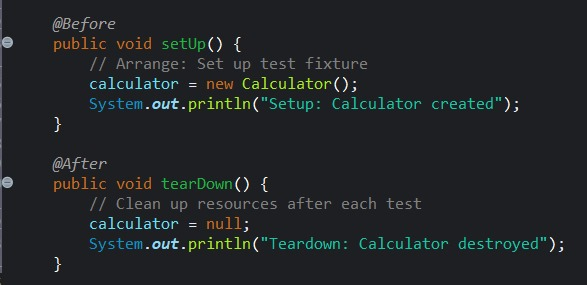 @Before
public void setUp() {
// Arrange: Set up test fixture
calculator = new Calculator();
System.out.println("Setup: Calculator created");
}
@After
public void tearDown() {
// Clean up resources after each test
calculator = null;
System.out.println("Teardown: Calculator destroyed");
}